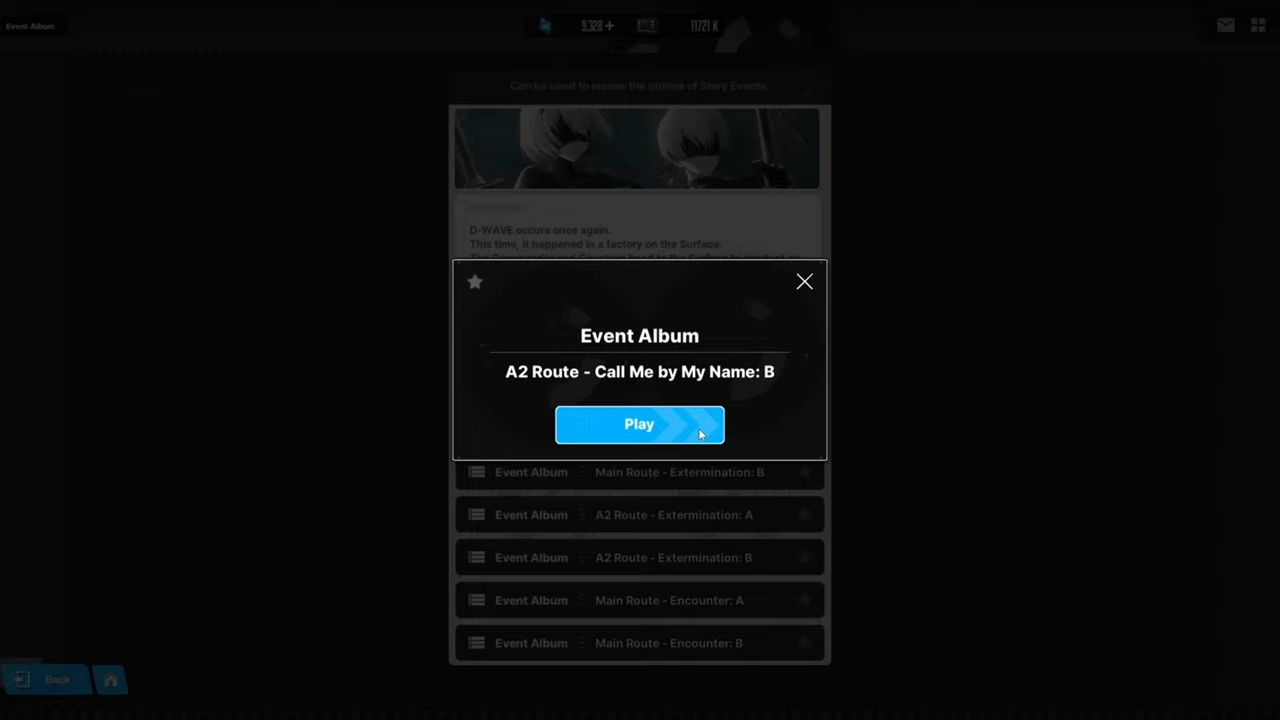 Event Album
9,328 +
11721 K
Can be used to review the stories of Story Events.
D-WAVE occurs once again.
This time, it happened in a factory on the Surface.
Event Album
A2 Route - Call Me by My Name: B
Play
Event Album Main Route - Extermination: B
Event Album A2 Route - Extermination: A
Event Album A2 Route - Extermination: B
Event Album Main Route - Encounter: A
Event Album Main Route - Encounter: B
Back